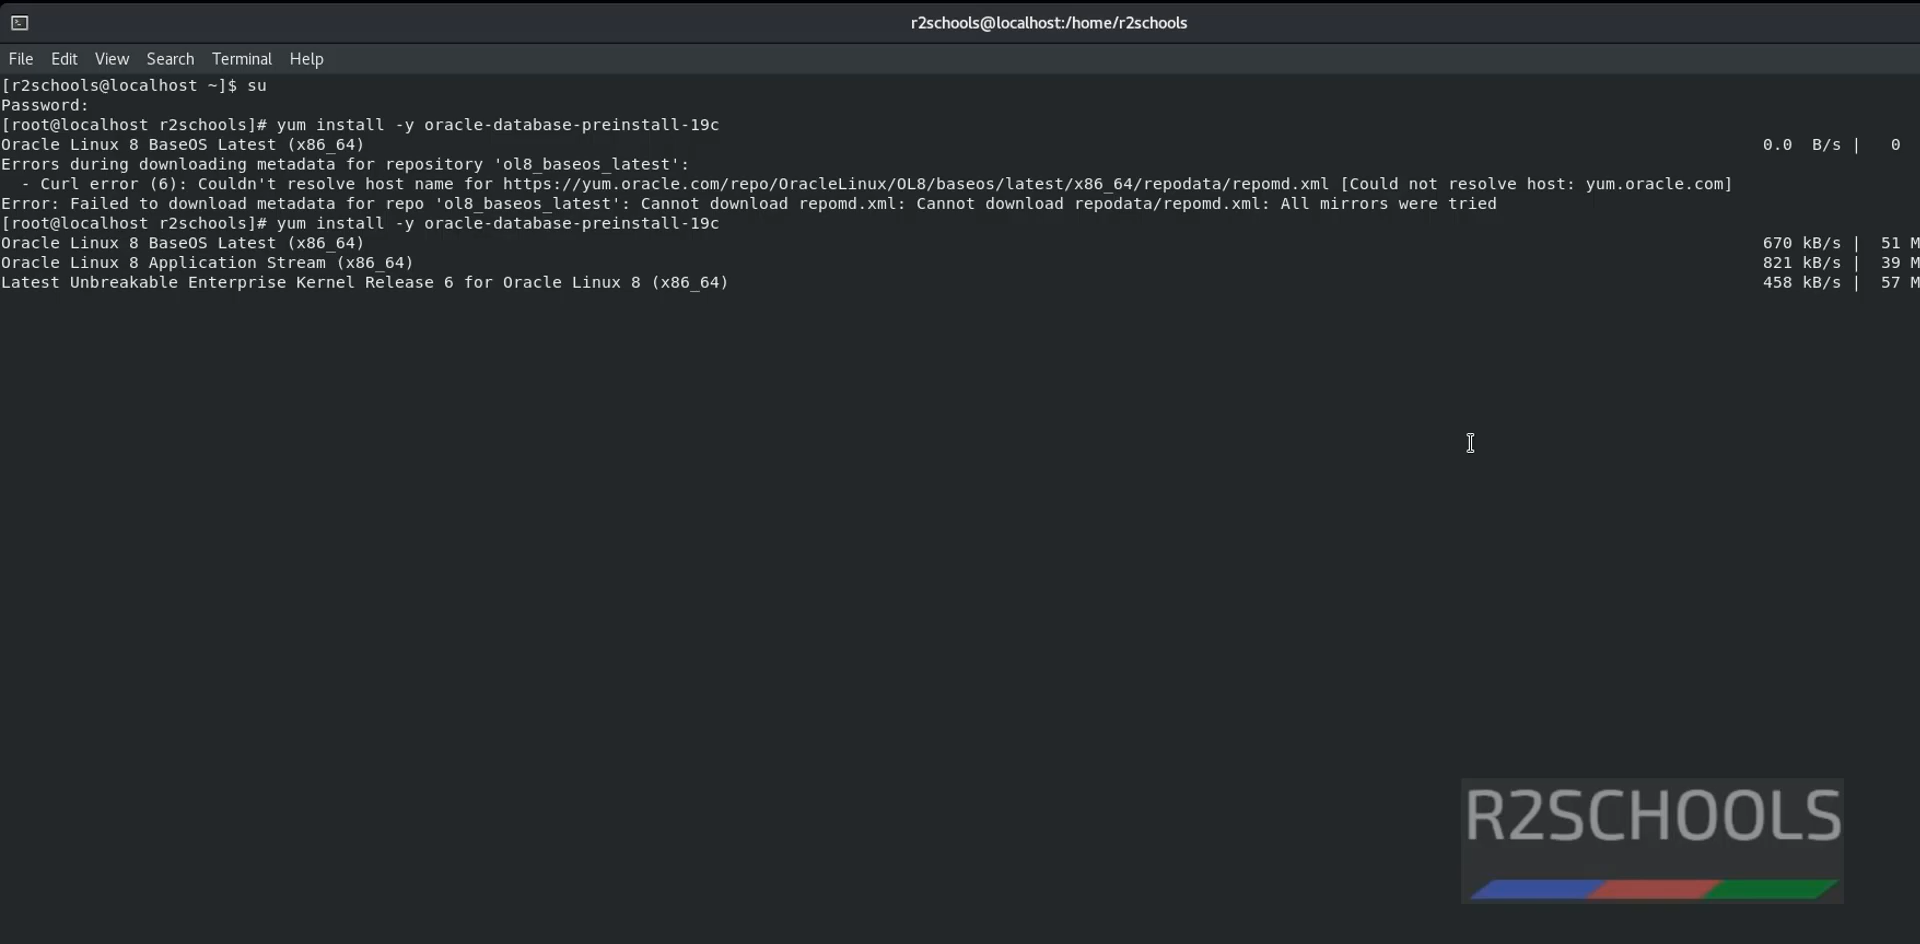 r2schools@localhost:/home/r2schools
File Edit View Search Terminal Help
[r2schools@localhost ~]$ su
Password:
[root@localhost r2schools]# yum install -y oracle-database-preinstall-19c
Oracle Linux 8 BaseOS Latest (x86_64) 0.0 B/s | 0
Errors during downloading metadata for repository 'ol8_baseos_latest':
- Curl error (6): Couldn't resolve host name for https://yum.oracle.com/repo/OracleLinux/OL8/baseos/latest/x86_64/repodata/repomd.xml [Could not resolve host: yum.oracle.com]
Error: Failed to download metadata for repo 'ol8_baseos_latest': Cannot download repomd.xml: Cannot download repodata/repomd.xml: All mirrors were tried
[root@localhost r2schools]# yum install -y oracle-database-preinstall-19c
Oracle Linux 8 BaseOS Latest (x86_64) 670 kB/s | 51 M
Oracle Linux 8 Application Stream (x86_64) 821 kB/s | 39 M
Latest Unbreakable Enterprise Kernel Release 6 for Oracle Linux 8 (x86_64) 458 kB/s | 57 M
R2SCHOOLS